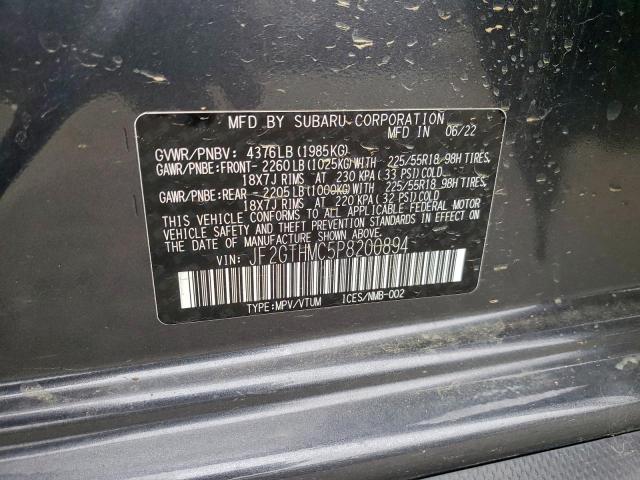 MFD BY SUBARU CORPORATION
MFD IN 06/22
GVWR/PNBV: 4376LB(1985KG)
GAWR/PNBE:FRONT-2260LB(1025KG)WITH 225/55R18 98H TIRES,
18X7J RIMS AT 230 KPA(33 PSI)COLD
GAWR/PNBE:REAR -2205LB(1000KG)WITH 225/55R18 98H TIRES,
18X7J RIMS AT 220 KPA(32 PSI)COLD
THIS VEHICLE CONFORMS TO ALL APPLICABLE FEDERAL MOTOR
VEHICLE SAFETY BUMPER, AND THEFT PREVENTION STANDARDS
IN EFFECT ON THE DATE OF MANUFACTURE SHOWN ABOVE.
VIN: JF2GTHMC5P8200894
TYPE:MPV/VTUM ICES/NMB-002